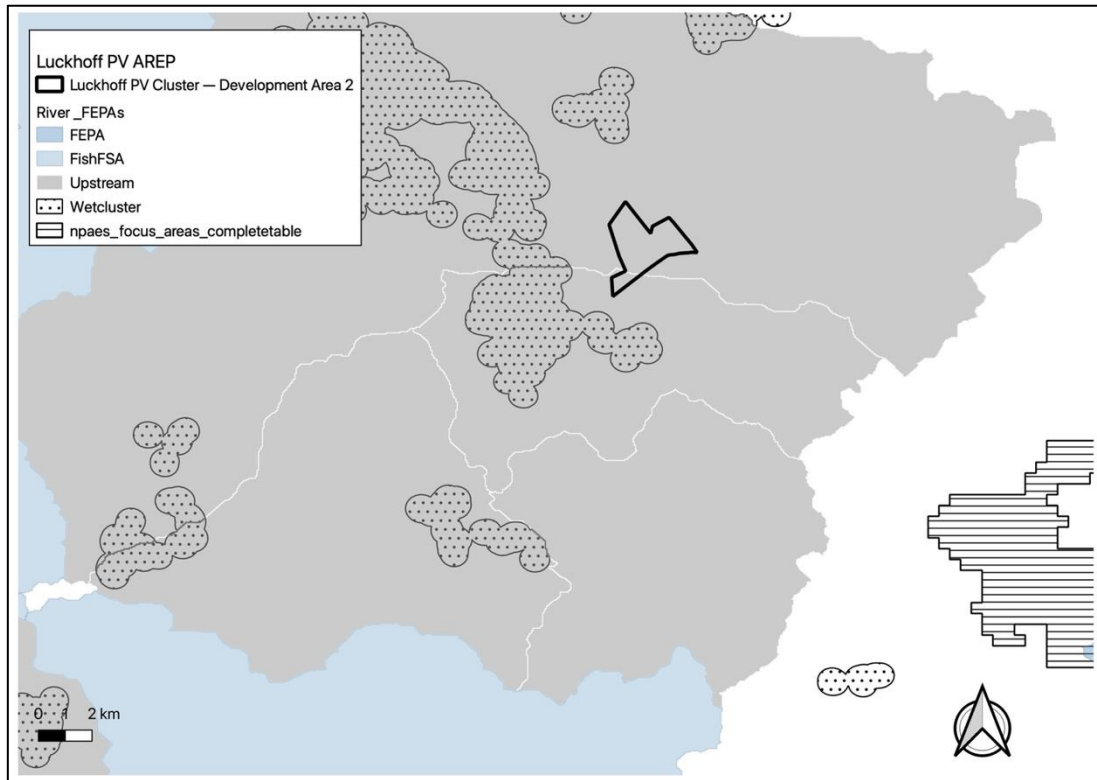 Luckhoff PV AREP
Luckhoff PV Cluster — Development Area 2
River _FEPAs
FEPA
FishFSA
Upstream
Wetcluster
npaes_focus_areas_completetable
0 1 2 km